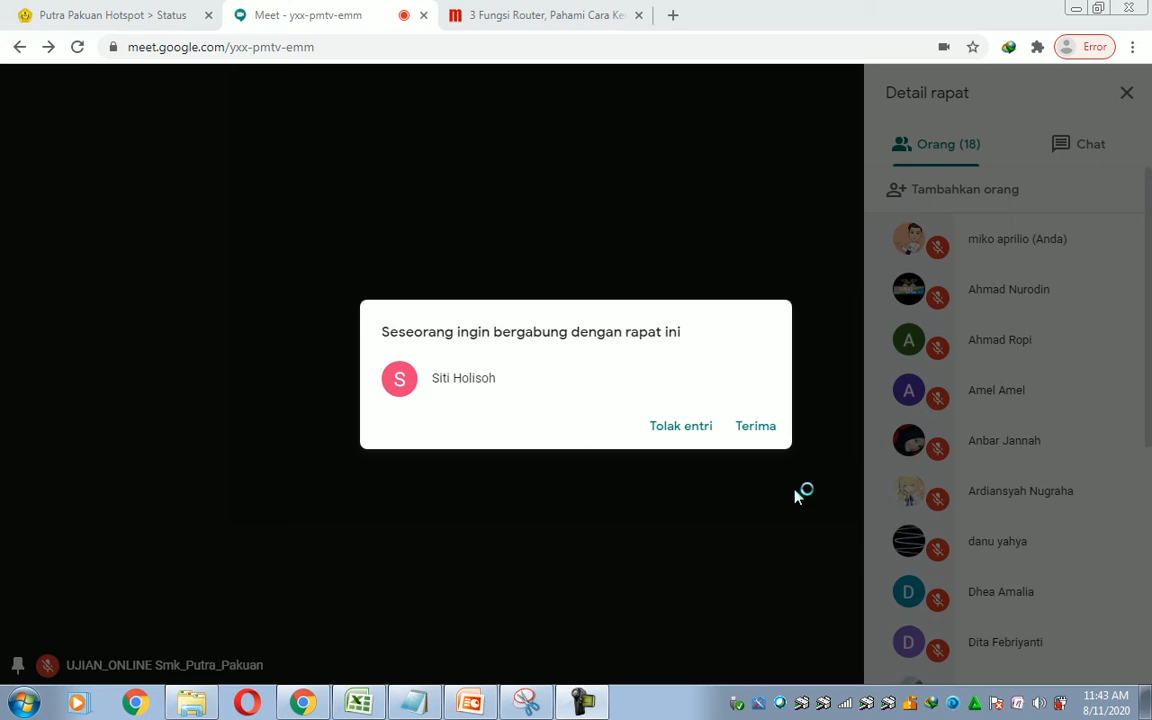 Putra Pakuan Hotspot > Status
Meet - yxx-pmtv-emm
3 Fungsi Router, Pahami Cara Ke
meet.google.com/yxx-pmtv-emm
Error
Detail rapat
Orang (18)
Chat
Tambahkan orang
miko aprilio (Anda)
Ahmad Nurodin
A
Ahmad Ropi
A
Amel Amel
Anbar Jannah
Ardiansyah Nugraha
danu yahya
D
Dhea Amalia
D
Dita Febriyanti
Seseorang ingin bergabung dengan rapat ini
S
Siti Holisoh
Tolak entri
Terima
UJIAN_ONLINE Smk_Putra_Pakuan
11:43 AM
8/11/2020